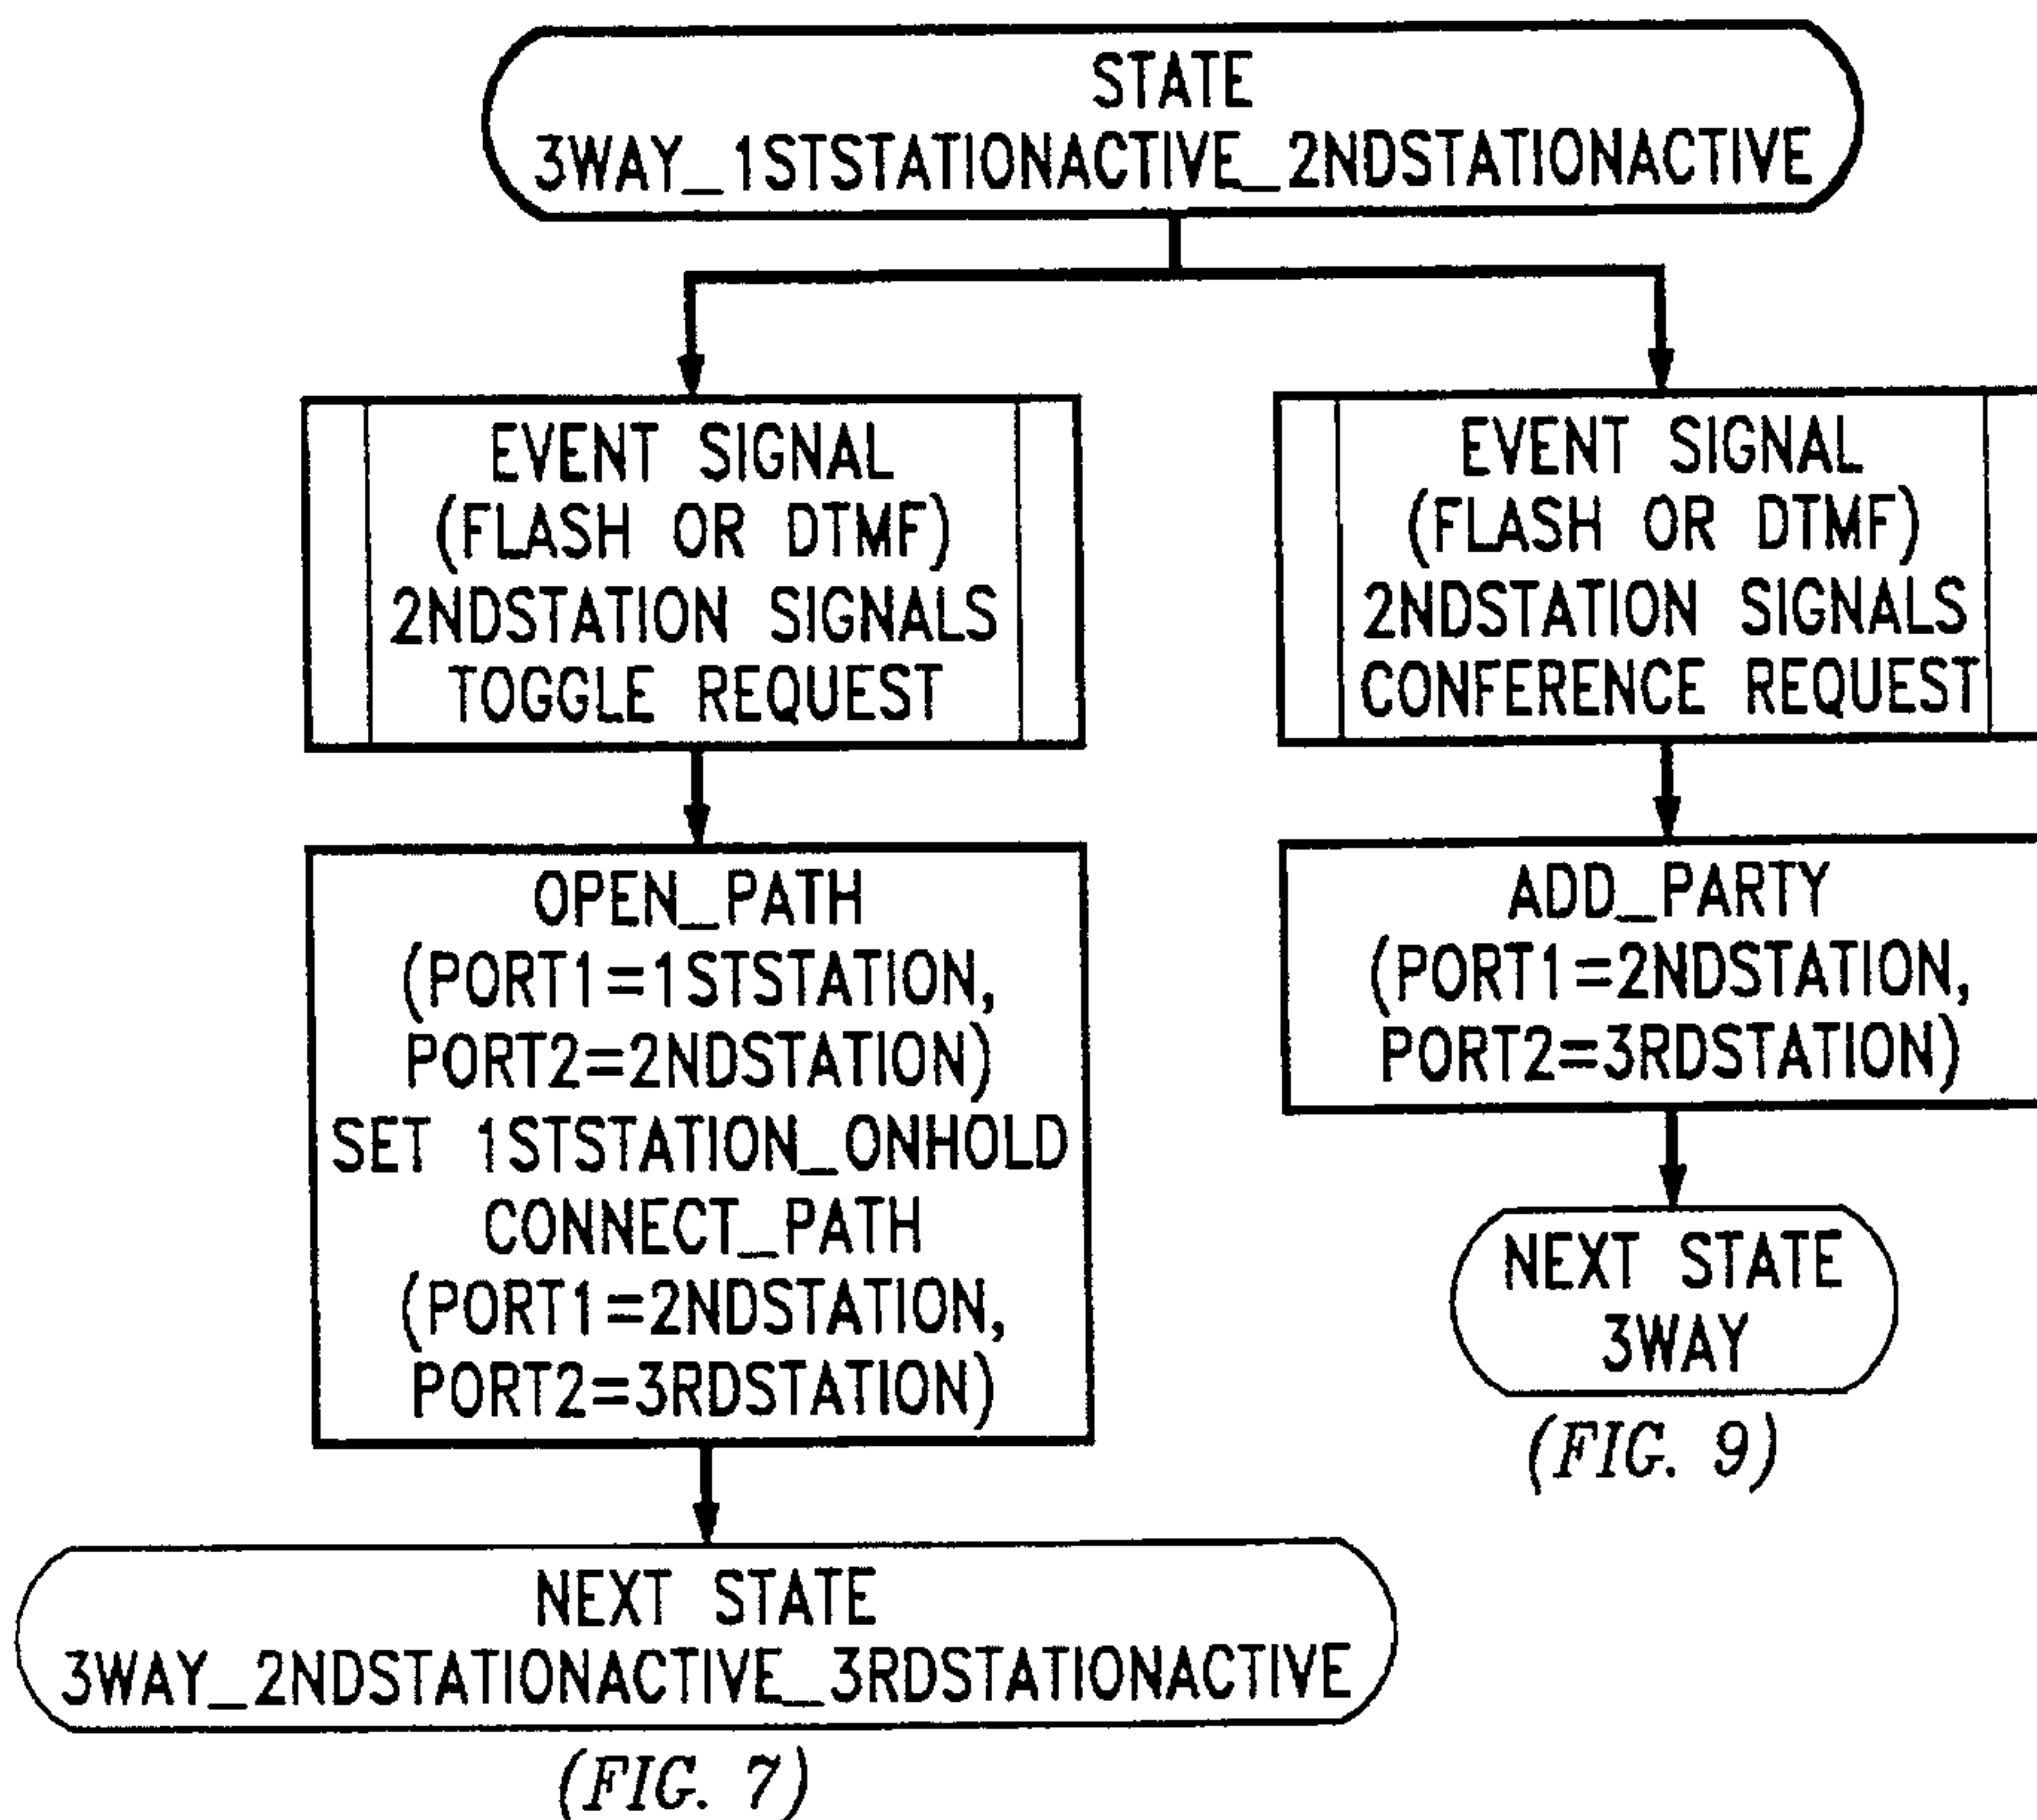 STATE
3WAY_1STSTATIONACTIVE_2NDSTATIONACTIVE
EVENT SIGNAL
(FLASH OR DTMF)
2NDSTATION SIGNALS
TOGGLE REQUEST
OPEN_PATH
(PORT1=1STSTATION,
PORT2=2NDSTATION)
SET 1STSTATION_ONHOLD
CONNECT_PATH
(PORT1=2NDSTATION,
PORT2=3RDSTATION)
NEXT STATE
3WAY_2NDSTATIONACTIVE_3RDSTATIONACTIVE
(FIG. 7)
EVENT SIGNAL
(FLASH OR DTMF)
2NDSTATION SIGNALS
CONFERENCE REQUEST
ADD_PARTY
(PORT1=2NDSTATION,
PORT2=3RDSTATION)
NEXT STATE
3WAY
(FIG. 9)